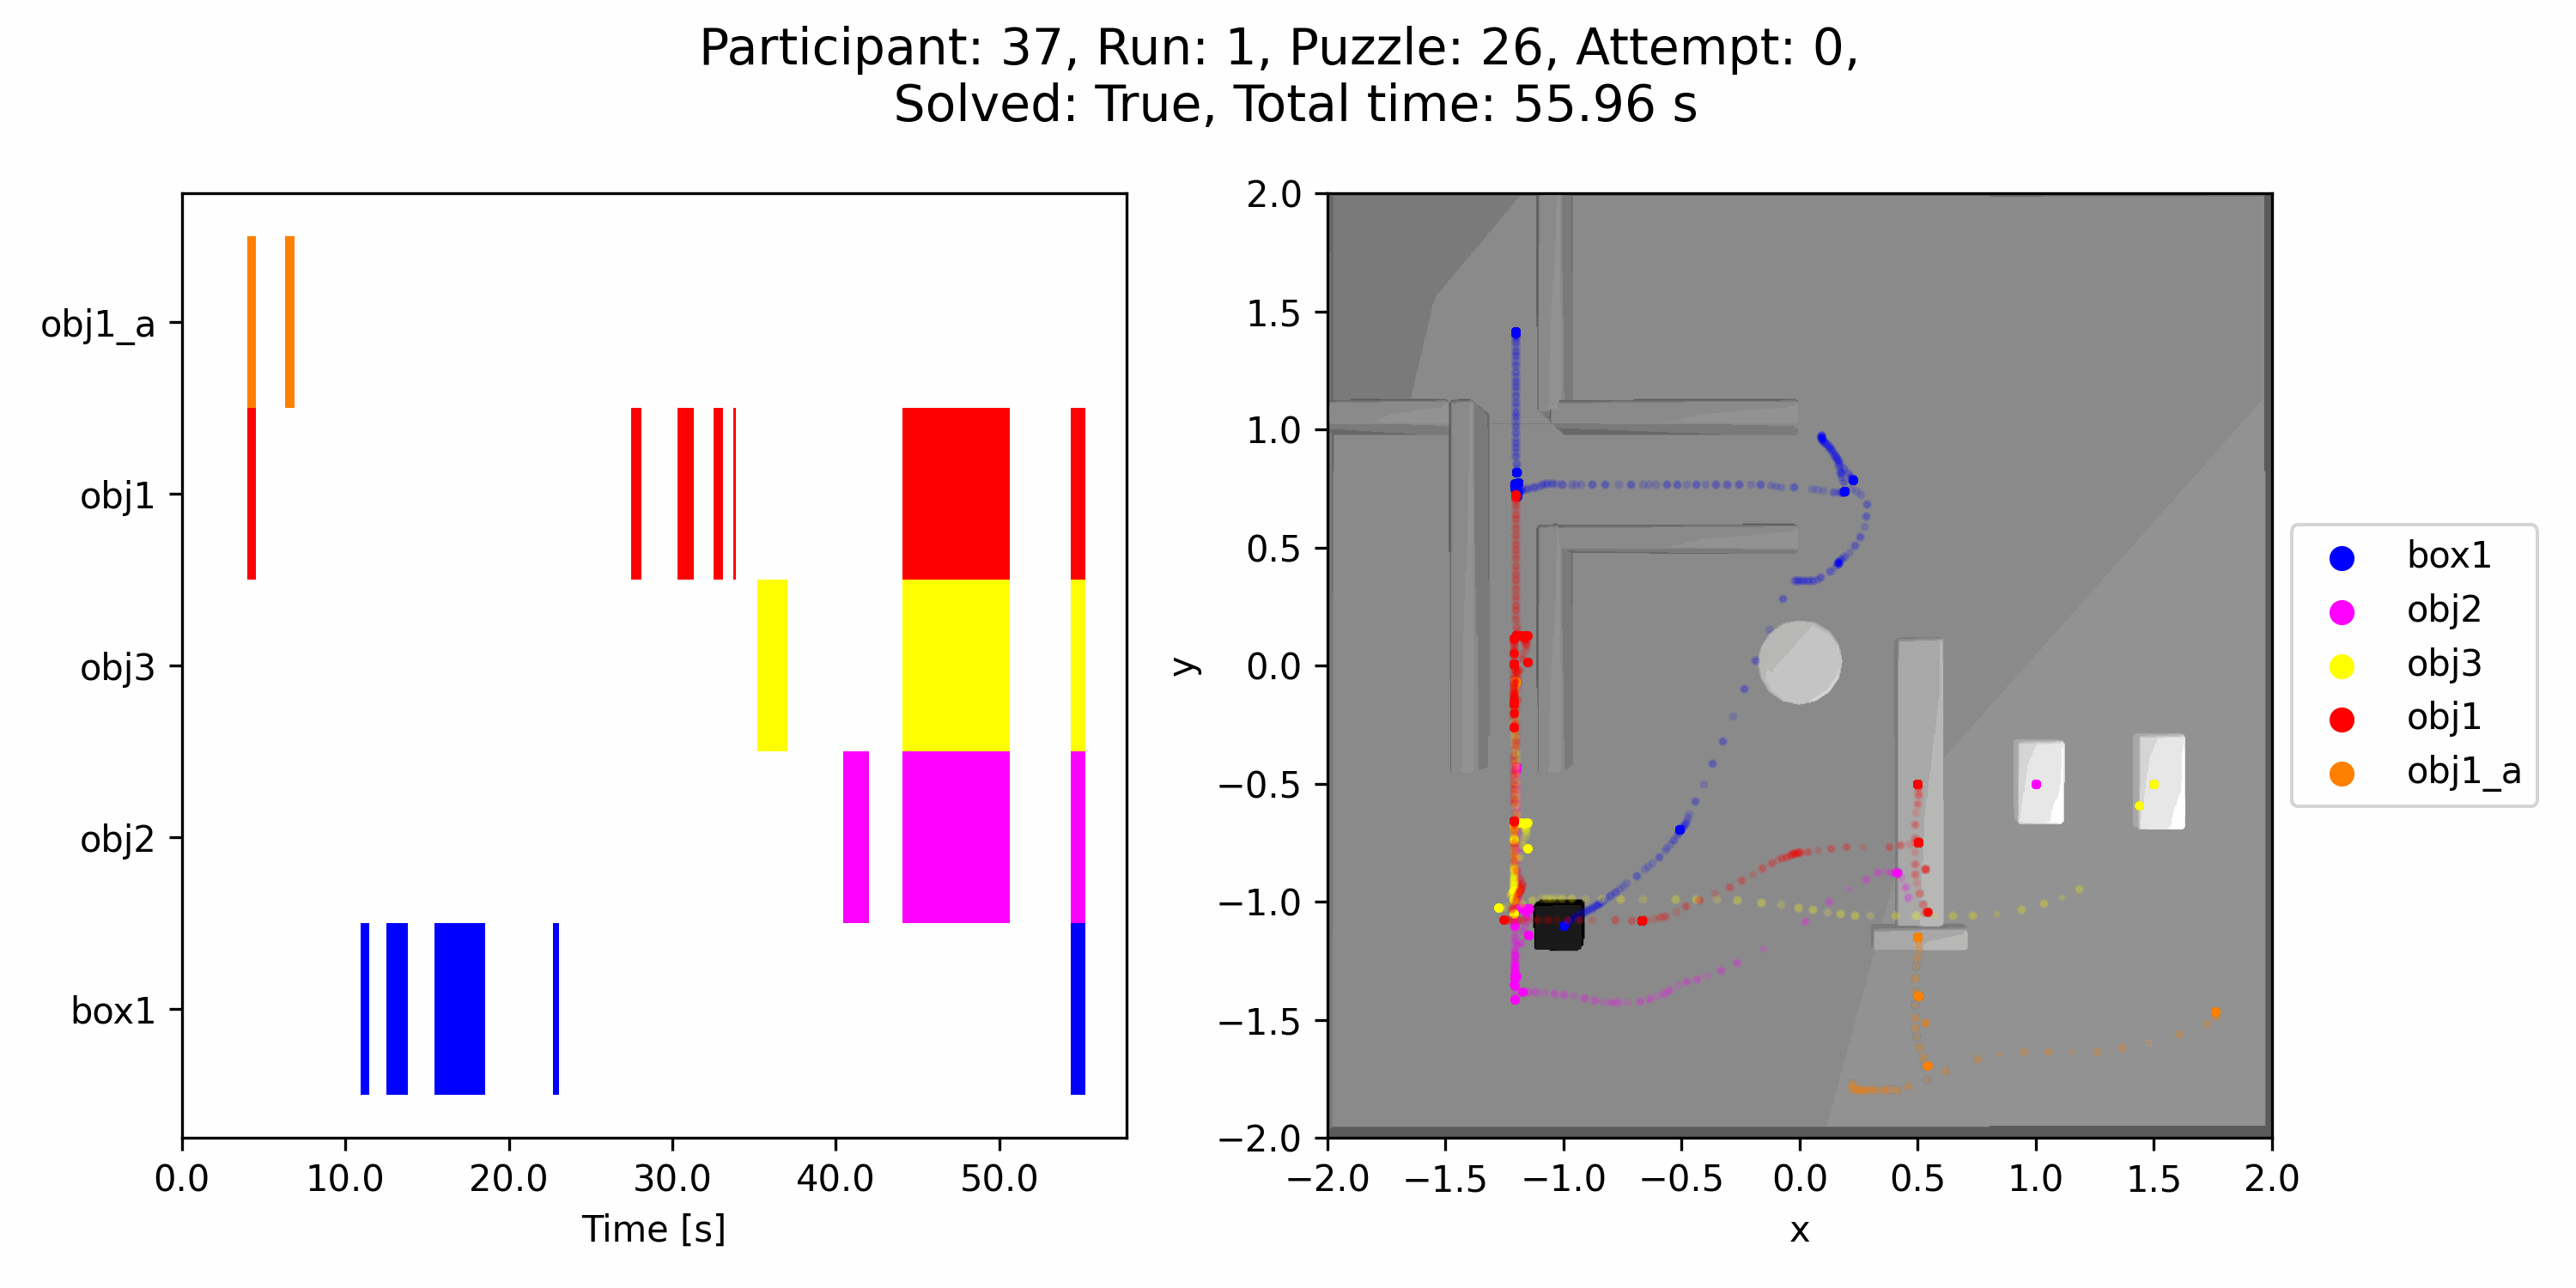 Participant: 37, Run: 1, Puzzle: 26, Attempt: 0,
Solved: True, Total time: 55.96 s
obj1_a
obj1
obj3
obj2
box1
0.0 10.0 20.0 30.0 40.0 50.0
Time [s]
2.0
1.5
1.0
0.5
0.0
−0.5
−1.0
−1.5
−2.0
y
−2.0 −1.5 −1.0 −0.5 0.0 0.5 1.0 1.5 2.0
x
box1
obj2
obj3
obj1
obj1_a